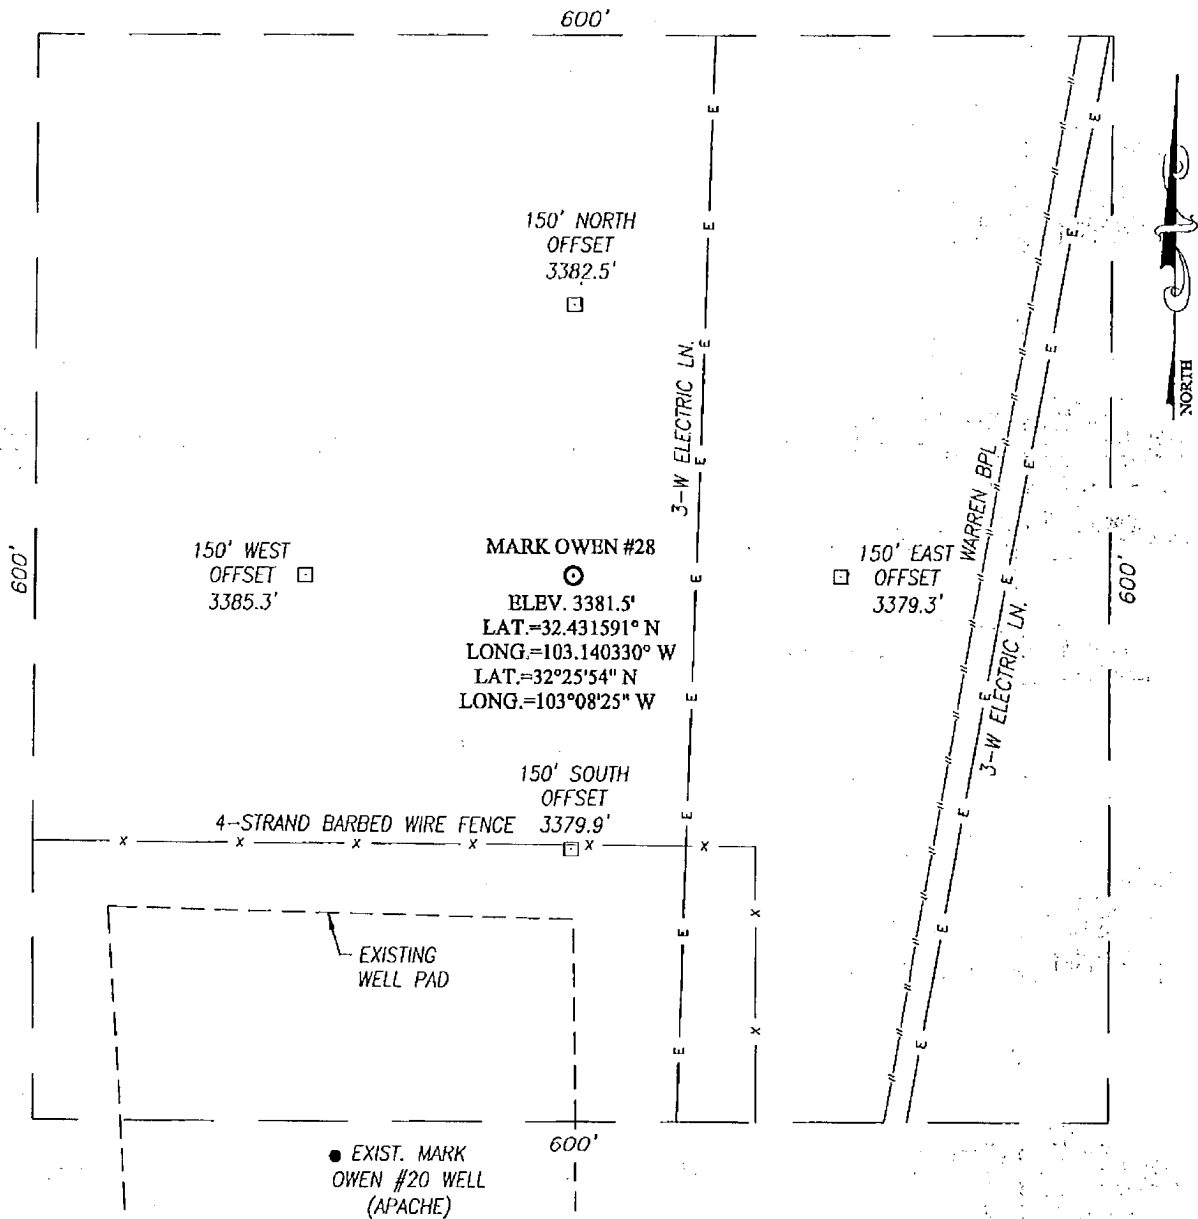 600'
150' NORTH
OFFSET
3382.5'
3-W ELECTRIC LN.
NORTH
WARREN BPL
600'
150' WEST
OFFSET
3385.3'
MARK OWEN #28
ELEV. 3381.5'
LAT.=32.431591° N
LONG.=103.140330° W
LAT.=32°25'54" N
LONG.=103°08'25" W
150' EAST
OFFSET
3379.3'
600'
3-W ELECTRIC LN.
150' SOUTH
OFFSET
3379.9'
4-STRAND BARBED WIRE FENCE
EXISTING
WELL PAD
600'
EXIST. MARK
OWEN #20 WELL
(APACHE)